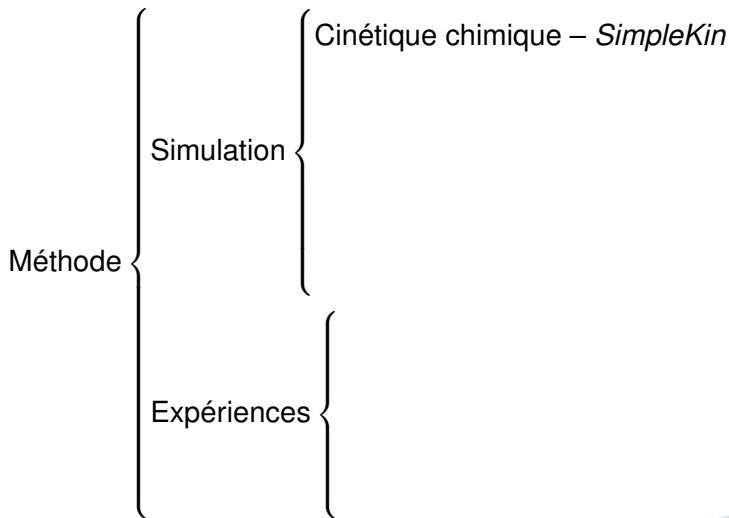 Cinétique chimique – SimpleKin
Simulation
Méthode
Expériences